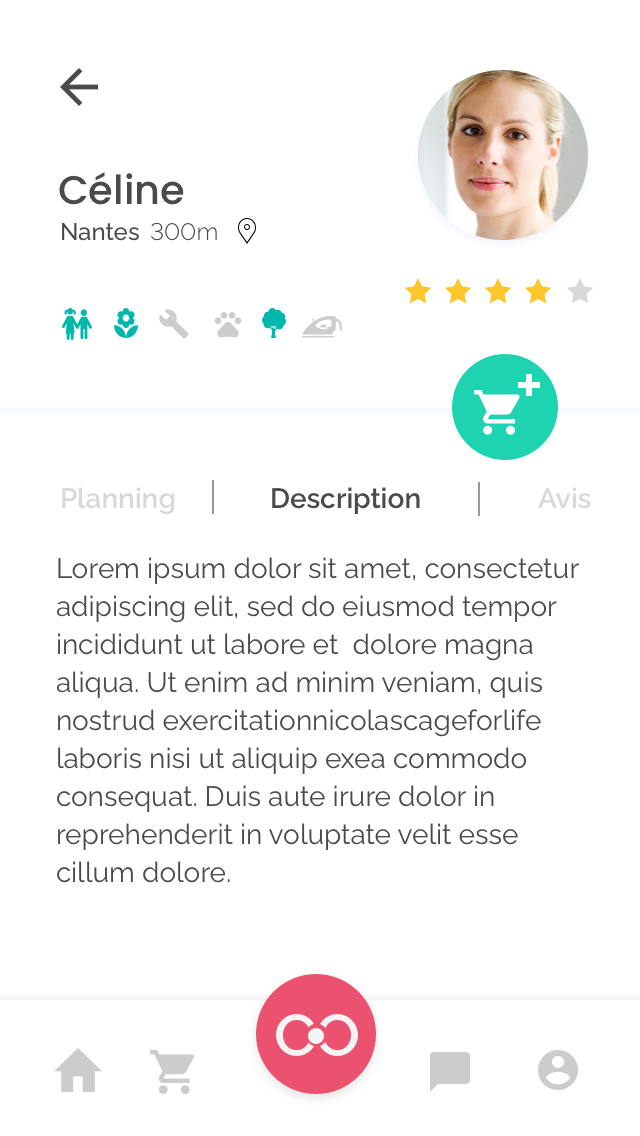 Céline
Nantes 300m
Planning
Description
Avis
Lorem ipsum dolor sit amet, consectetur
adipiscing elit, sed do eiusmod tempor
incididunt ut labore et  dolore magna
aliqua. Ut enim ad minim veniam, quis
nostrud exercitationnicolascageforlife
laboris nisi ut aliquip exea commodo
consequat. Duis aute irure dolor in
reprehenderit in voluptate velit esse
cillum dolore.